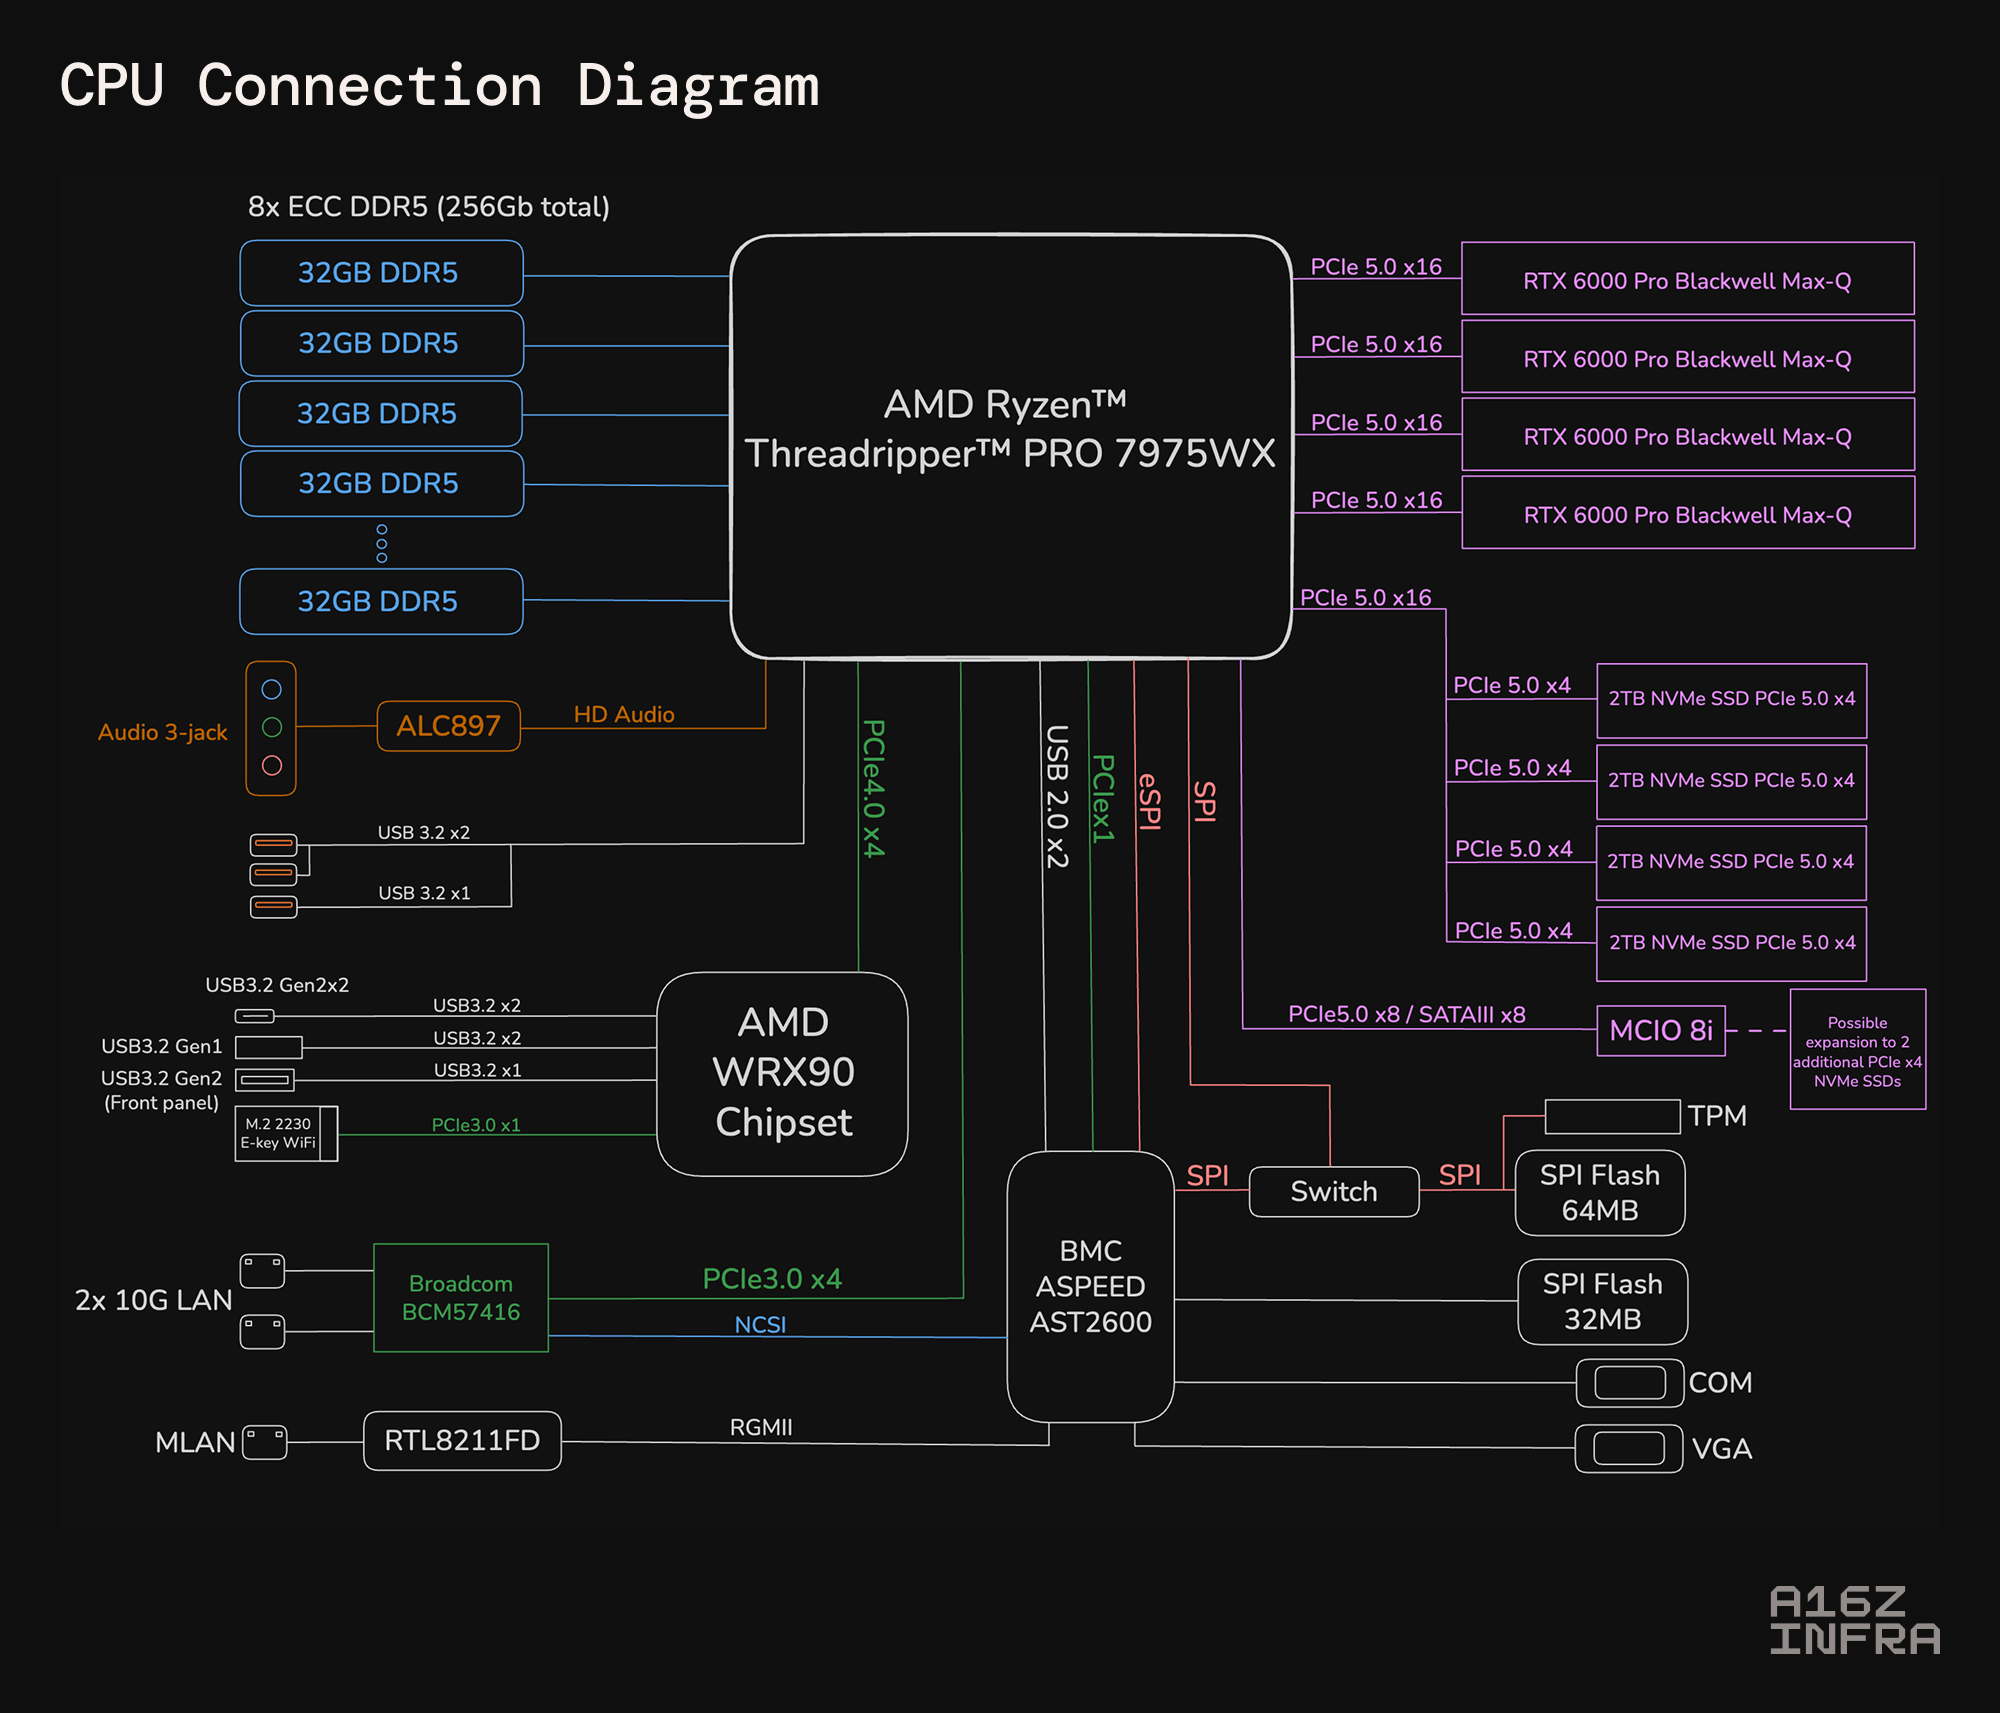 CPU Connection Diagram
8x ECC DDR5 (256Gb total)
32GB DDR5
32GB DDR5
32GB DDR5
32GB DDR5
32GB DDR5
AMD Ryzen™
Threadripper™ PRO 7975WX
PCIe 5.0 x16
RTX 6000 Pro Blackwell Max-Q
PCIe 5.0 x16
RTX 6000 Pro Blackwell Max-Q
PCIe 5.0 x16
RTX 6000 Pro Blackwell Max-Q
PCIe 5.0 x16
RTX 6000 Pro Blackwell Max-Q
PCIe 5.0 x16
PCIe 5.0 x4
2TB NVMe SSD PCIe 5.0 x4
PCIe 5.0 x4
2TB NVMe SSD PCIe 5.0 x4
PCIe 5.0 x4
2TB NVMe SSD PCIe 5.0 x4
PCIe 5.0 x4
2TB NVMe SSD PCIe 5.0 x4
Audio 3-jack
ALC897
HD Audio
USB 3.2 x2
USB 3.2 x1
PCIe4.0 x4
USB 2.0 x2
PCIex1
eSPI
SPI
PCIe5.0 x8 / SATAIII x8
MCIO 8i
Possible
expansion to 2
additional PCIe x4
NVMe SSDs
USB3.2 Gen2x2
USB3.2 x2
USB3.2 Gen1
USB3.2 x2
USB3.2 Gen2
(Front panel)
USB3.2 x1
M.2 2230
E-key WiFi
PCIe3.0 x1
AMD
WRX90
Chipset
TPM
SPI
Switch
SPI
SPI Flash
64MB
BMC
ASPEED
AST2600
SPI Flash
32MB
COM
VGA
2x 10G LAN
Broadcom
BCM57416
PCIe3.0 x4
NCSI
MLAN
RTL8211FD
RGMII
A16Z
INFRA